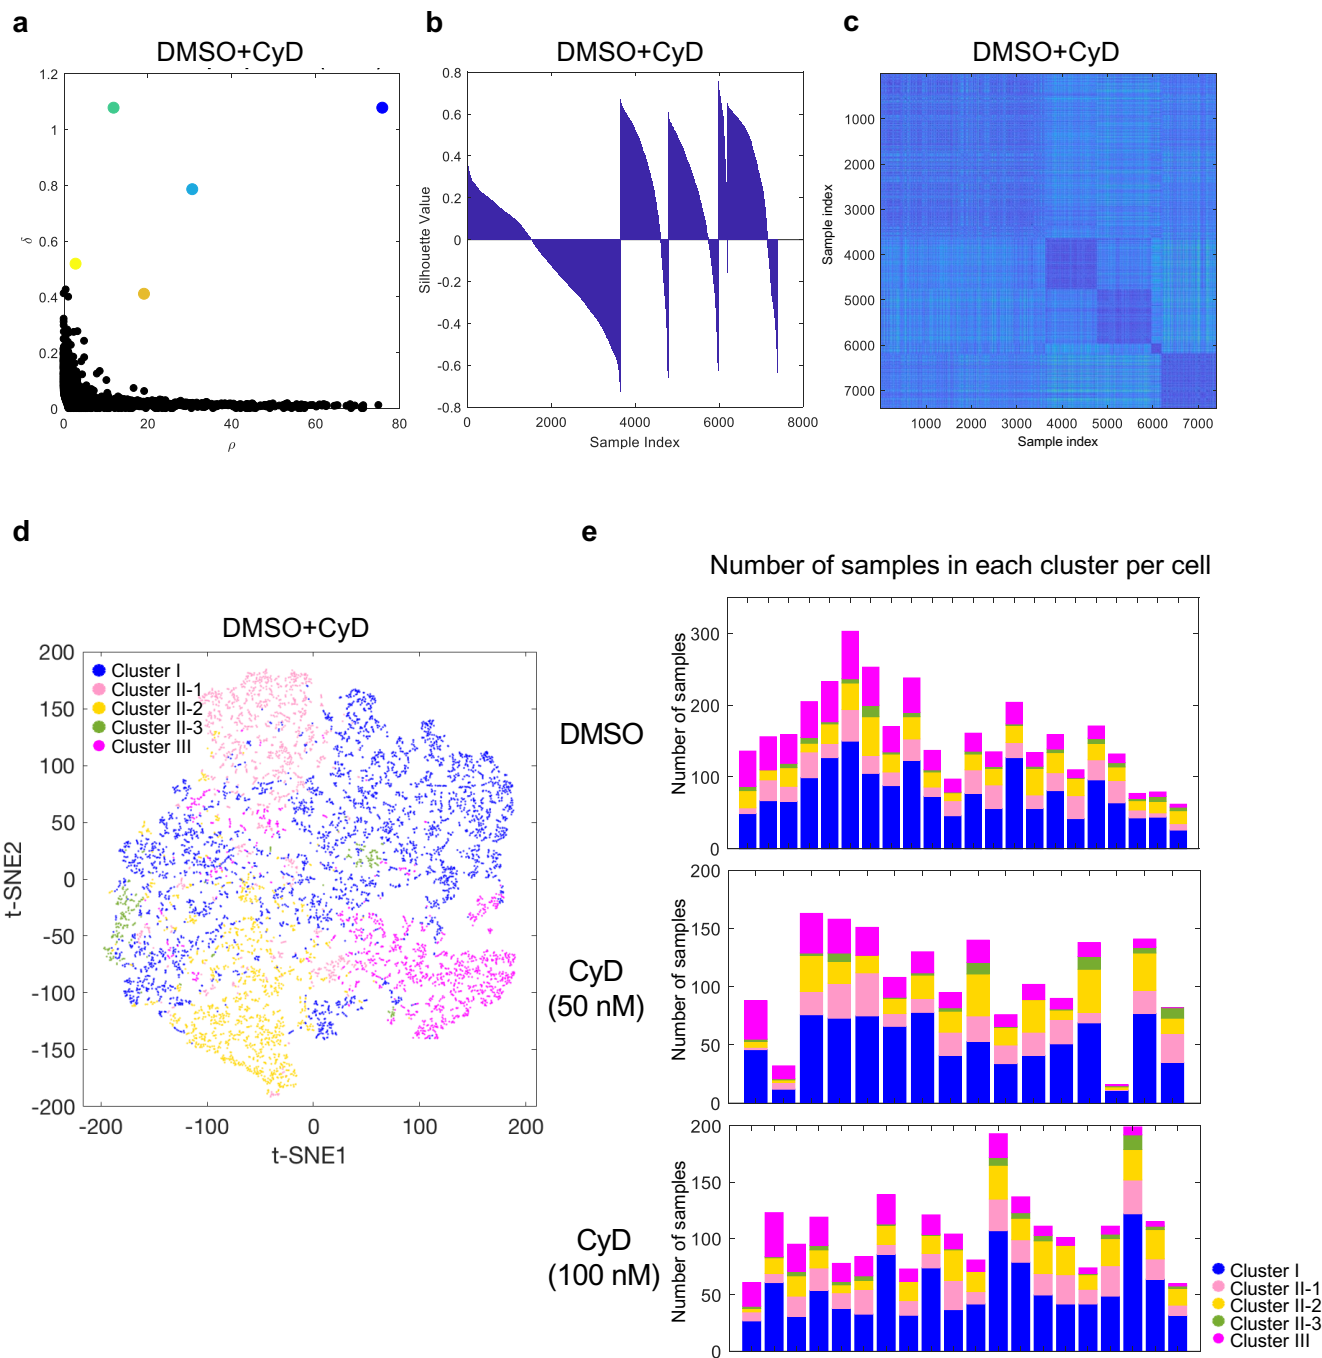 a
DMSO+CyD
1.2
1
0.8
0.6
0.4
0.2
0
δ
0
20
40
60
80
ρ
b
DMSO+CyD
0.8
0.6
0.4
0.2
0
-0.2
-0.4
-0.6
-0.8
Silhouette Value
0
2000
4000
6000
8000
Sample Index
c
DMSO+CyD
1000
2000
3000
4000
5000
6000
7000
Sample index
1000
2000
3000
4000
5000
6000
7000
Sample index
d
DMSO+CyD
200
150
100
50
0
-50
-100
-150
-200
t-SNE2
Cluster I
Cluster II-1
Cluster II-2
Cluster II-3
Cluster III
-200
-100
0
100
200
t-SNE1
e
Number of samples in each cluster per cell
DMSO
Number of samples
300
200
100
0
CyD
(50 nM)
Number of samples
200
150
100
50
0
CyD
(100 nM)
Number of samples
200
150
100
50
0
Cluster I
Cluster II-1
Cluster II-2
Cluster II-3
Cluster III